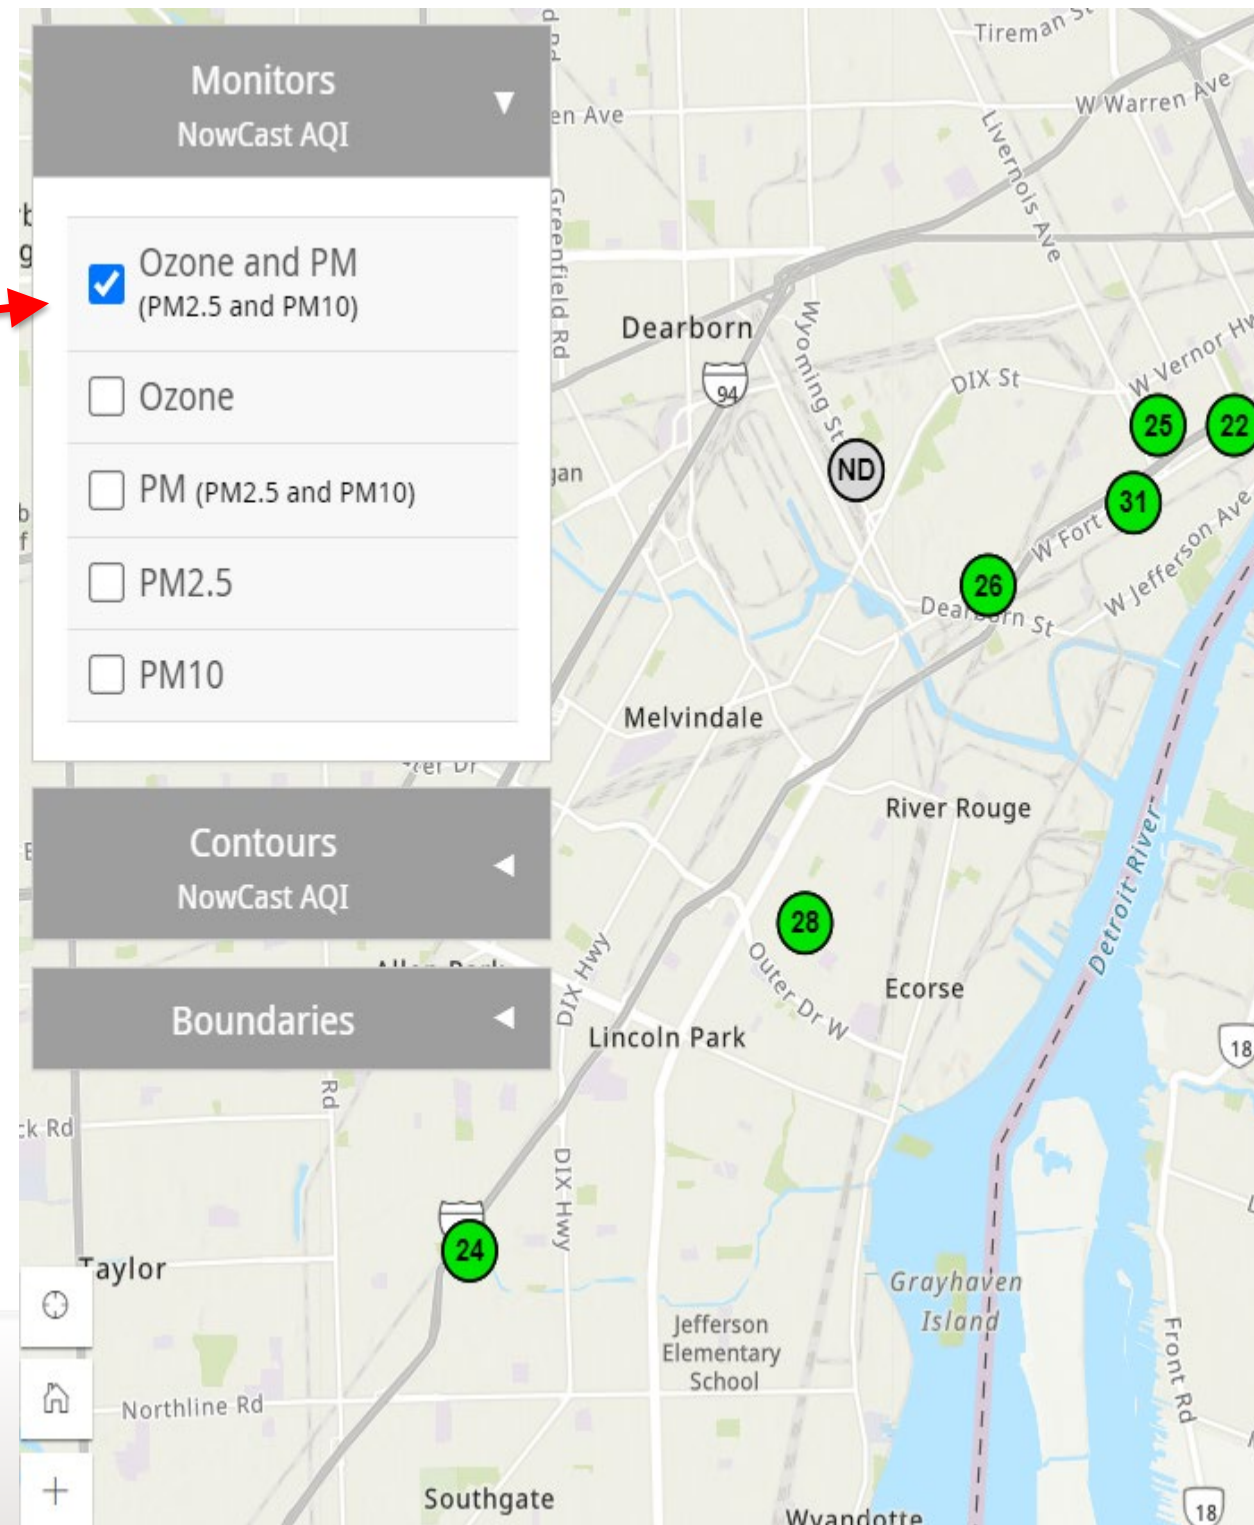 Monitors
NowCast AQI
Ozone and PM
(PM2.5 and PM10)
Ozone
PM (PM2.5 and PM10)
PM2.5
PM10
Contours
NowCast AQI
Boundaries
Tireman St
W Warren Ave
en Ave
Livernois Ave
Greenfield Rd
Dearborn
94
Wyoming St
DIX St
W Vernor Hw
25
22
ND
31
W Fort
26
Dearborn St
W Jefferson Ave
Melvindale
River Rouge
Detroit River
28
Outer Dr W
Ecorse
DIX Hwy
Lincoln Park
18
Rd
ck Rd
DIX Hwy
24
Taylor
Grayhaven
Island
Jefferson
Elementary
School
Front Rd
Northline Rd
Southgate
Wyandotte
18